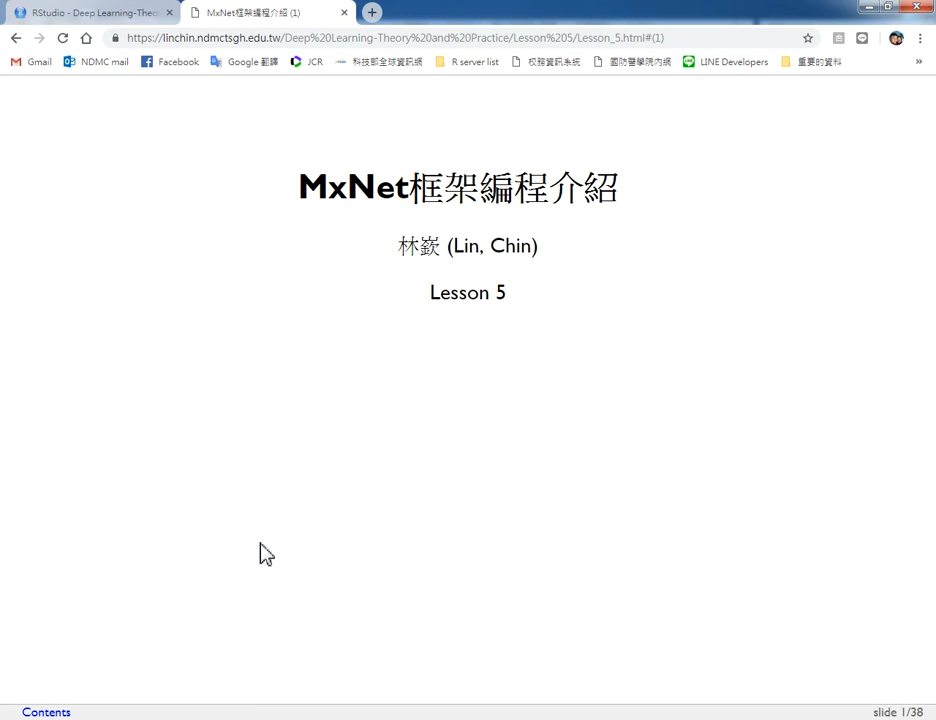 RStudio - Deep Learning-Theo
MxNet框架編程介紹 (1)
https://linchin.ndmctsgh.edu.tw/Deep%20Learning-Theory%20and%20Practice/Lesson%205/Lesson_5.html#(1)
Gmail NDMC mail Facebook Google 翻譯 JCR 科技部全球資訊網 R server list 校務資訊系統 國防醫學院內網 LINE Developers 重要的資料 »
MxNet框架編程介紹
林嶔 (Lin, Chin)
Lesson 5
Contents
slide 1/38